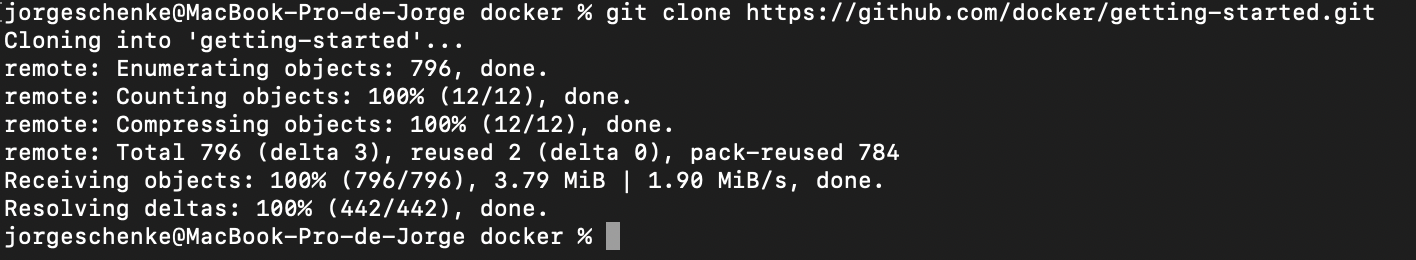 jorgeschenke@MacBook-Pro-de-Jorge docker % git clone https://github.com/docker/getting-started.git
Cloning into 'getting-started'...
remote: Enumerating objects: 796, done.
remote: Counting objects: 100% (12/12), done.
remote: Compressing objects: 100% (12/12), done.
remote: Total 796 (delta 3), reused 2 (delta 0), pack-reused 784
Receiving objects: 100% (796/796), 3.79 MiB | 1.90 MiB/s, done.
Resolving deltas: 100% (442/442), done.
jorgeschenke@MacBook-Pro-de-Jorge docker %